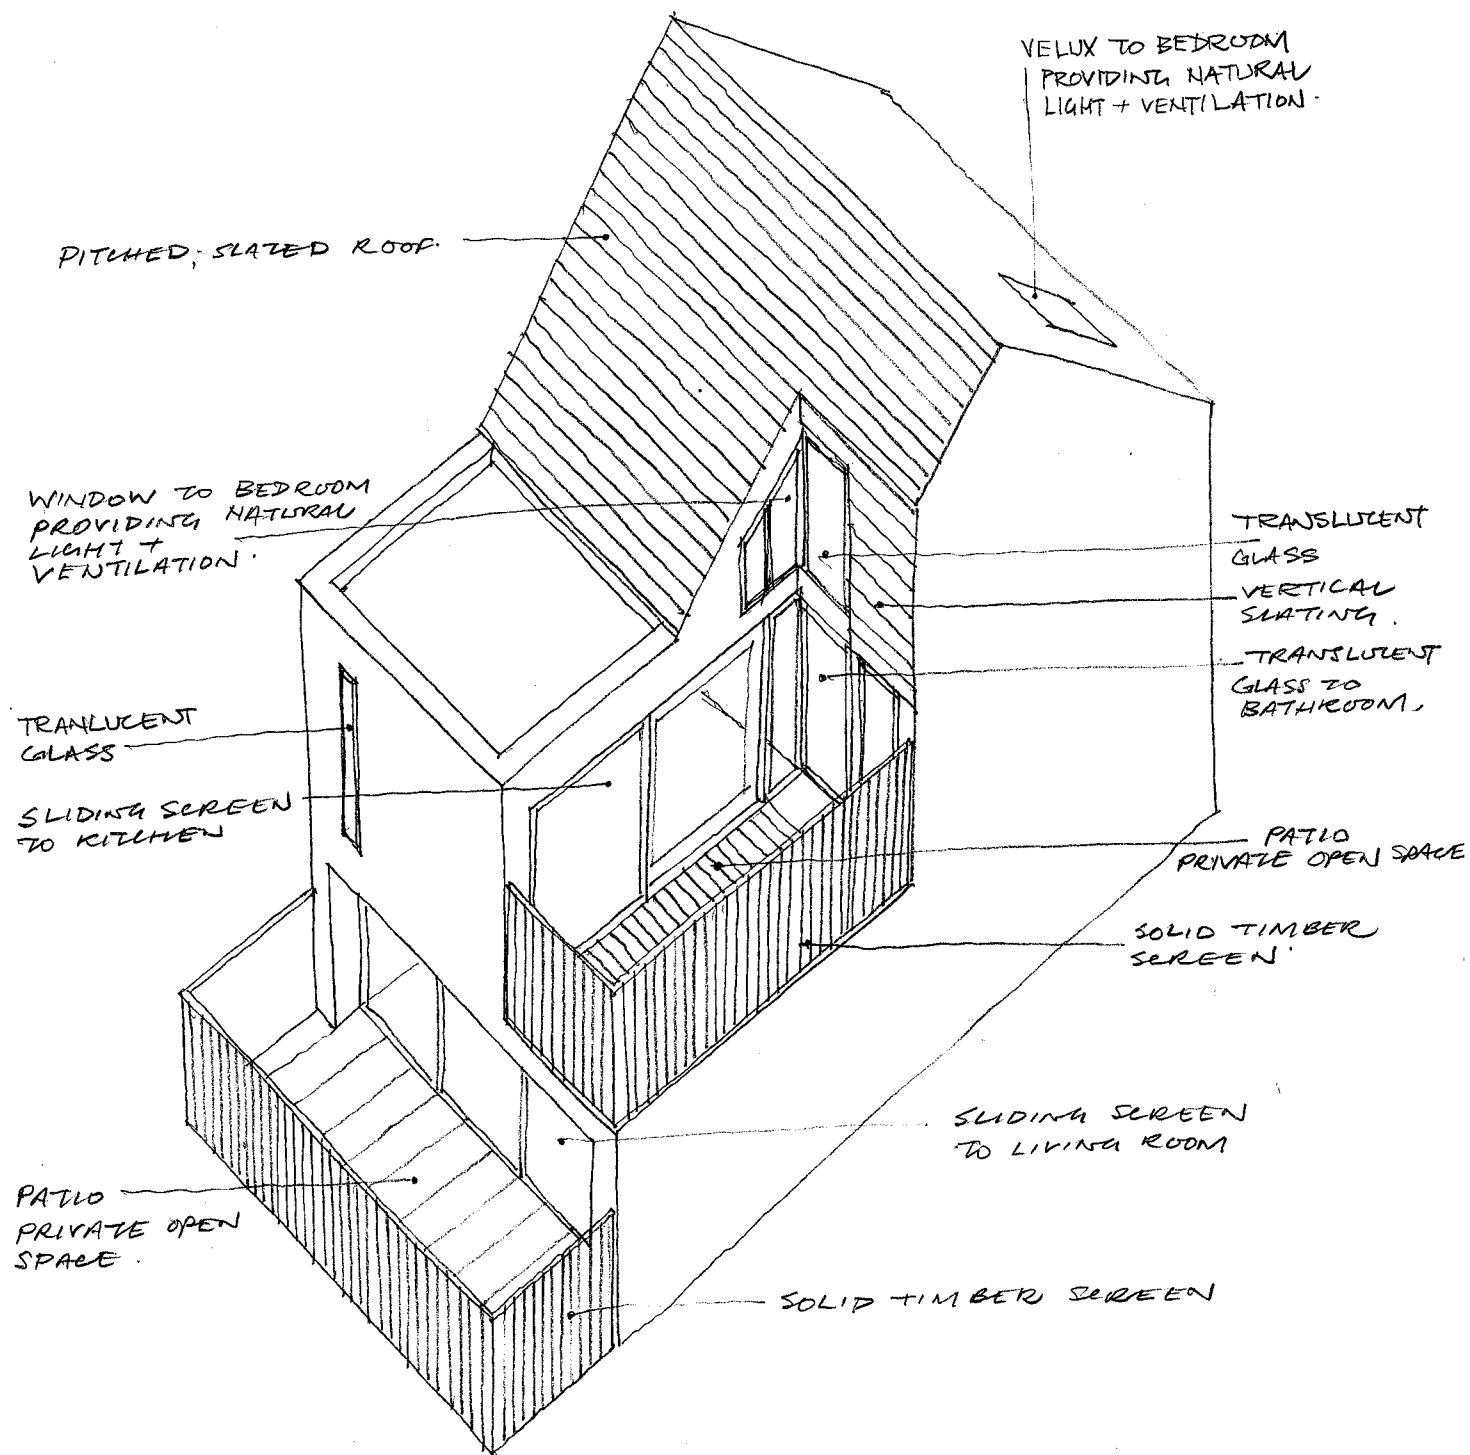 VELUX TO BEDROOM
PROVIDING NATURAL
LIGHT + VENTILATION.
PITCHED, SLATED ROOF.
WINDOW TO BEDROOM
PROVIDING NATURAL
LIGHT +
VENTILATION.
TRANSLUCENT
GLASS
VERTICAL
SLATING.
TRANSLUCENT
GLASS TO
BATHROOM.
TRANLUCENT
GLASS
SLIDING SCREEN
TO KITCHEN
PATIO
PRIVATE OPEN SPACE
SOLID TIMBER
SCREEN.
SLIDING SCREEN
TO LIVING ROOM
PATIO
PRIVATE OPEN
SPACE.
SOLID TIMBER SCREEN